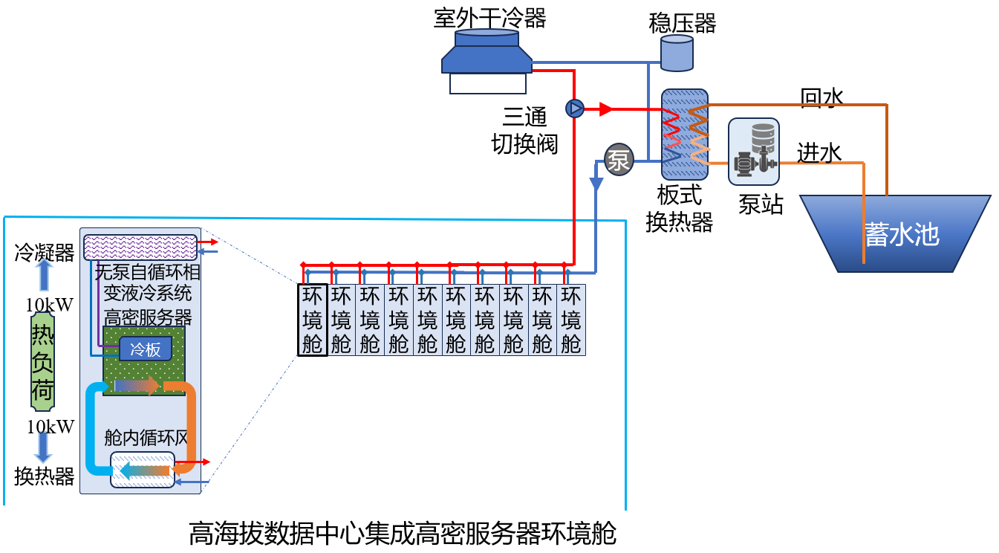 室外干冷器
稳压器
三通
切换阀
回水
进水
泵
板式
换热器
泵站
蓄水池
冷凝器
10kW
热
负
荷
10kW
换热器
无泵自循环相
变液冷系统
高密服务器
冷板
舱内循环风
环 环 环 环 环 环 环 环 环 环
境 境 境 境 境 境 境 境 境 境
舱 舱 舱 舱 舱 舱 舱 舱 舱 舱
高海拔数据中心集成高密服务器环境舱